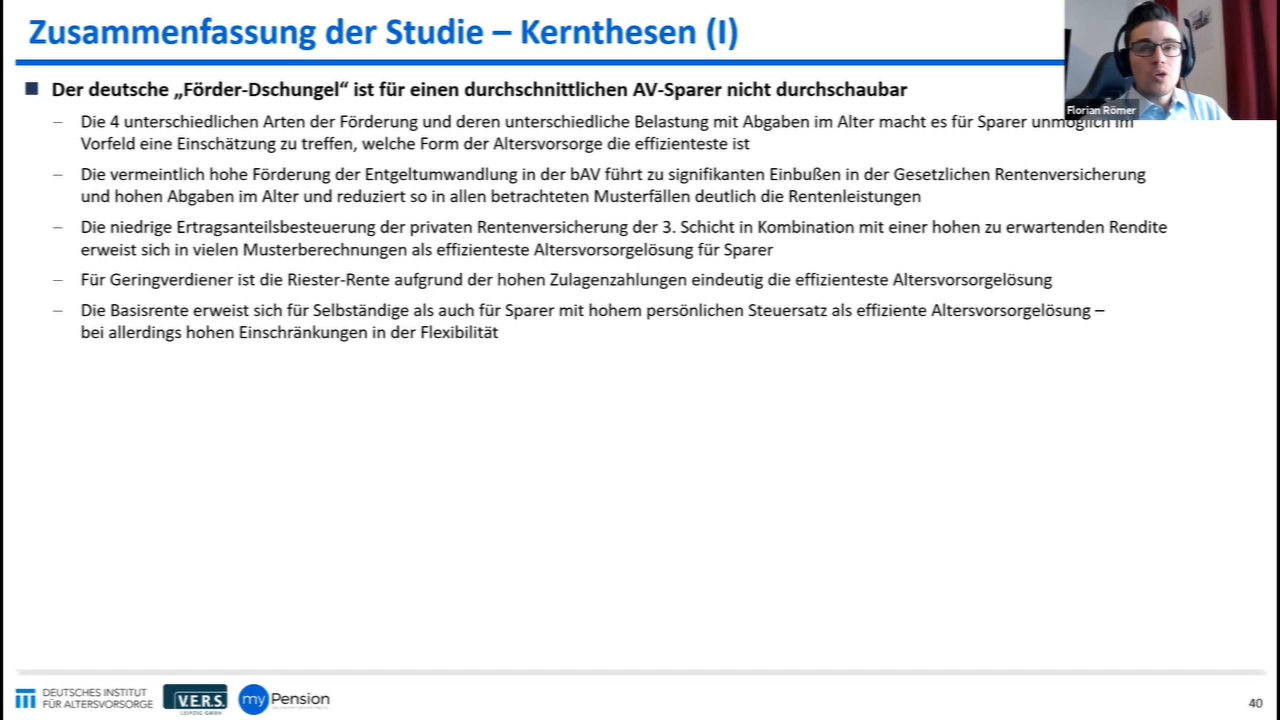 Zusammenfassung der Studie – Kernthesen (I)
Der deutsche „Förder-Dschungel“ ist für einen durchschnittlichen AV-Sparer nicht durchschaubar
Florian Römer
– Die 4 unterschiedlichen Arten der Förderung und deren unterschiedliche Belastung mit Abgaben im Alter macht es für Sparer unmöglich im
Vorfeld eine Einschätzung zu treffen, welche Form der Altersvorsorge die effizienteste ist
– Die vermeintlich hohe Förderung der Entgeltumwandlung in der bAV führt zu signifikanten Einbußen in der Gesetzlichen Rentenversicherung
und hohen Abgaben im Alter und reduziert so in allen betrachteten Musterfällen deutlich die Rentenleistungen
– Die niedrige Ertragsanteilsbesteuerung der privaten Rentenversicherung der 3. Schicht in Kombination mit einer hohen zu erwartenden Rendite
erweist sich in vielen Musterberechnungen als effizienteste Altersvorsorgelösung für Sparer
– Für Geringverdiener ist die Riester-Rente aufgrund der hohen Zulagenzahlungen eindeutig die effizienteste Altersvorsorgelösung
– Die Basisrente erweist sich für Selbständige als auch für Sparer mit hohem persönlichen Steuersatz als effiziente Altersvorsorgelösung –
bei allerdings hohen Einschränkungen in der Flexibilität
DEUTSCHES INSTITUT
FÜR ALTERSVORSORGE
V.E.R.S.
LEIPZIG GMBH
myPension
40